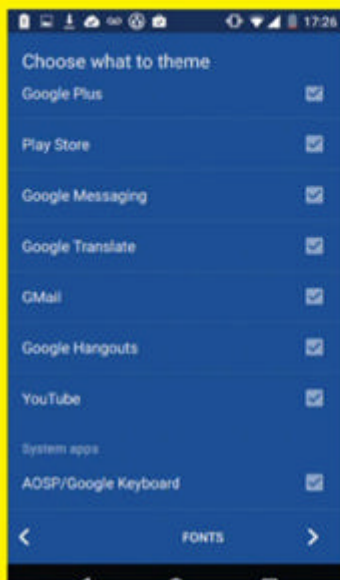 17:26
Choose what to theme
Google Plus
Play Store
Google Messaging
Google Translate
GMail
Google Hangouts
YouTube
System apps
AOSP/Google Keyboard
FONTS